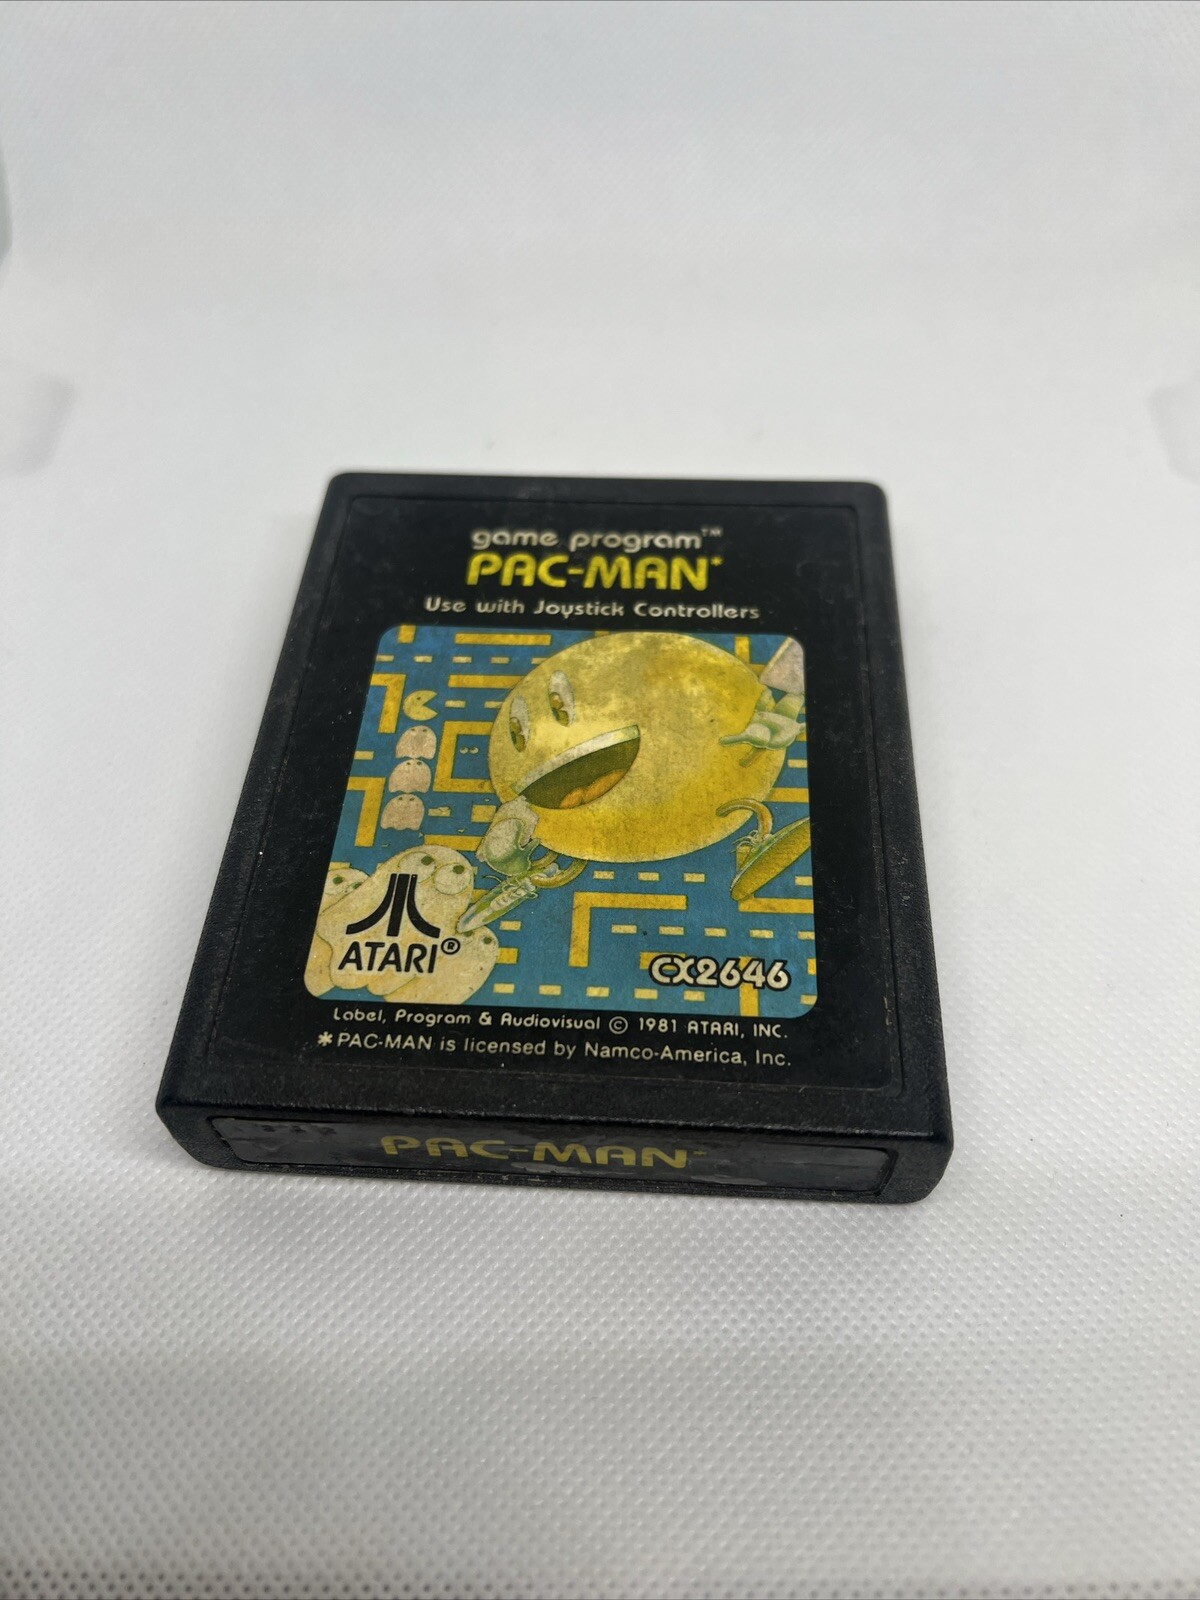 game program™
PAC-MAN*
Use with Joystick Controllers
ATARI®
CX2646
Label, Program & Audiovisual © 1981 ATARI, INC.
*PAC-MAN is licensed by Namco-America, Inc.
PAC-MAN*